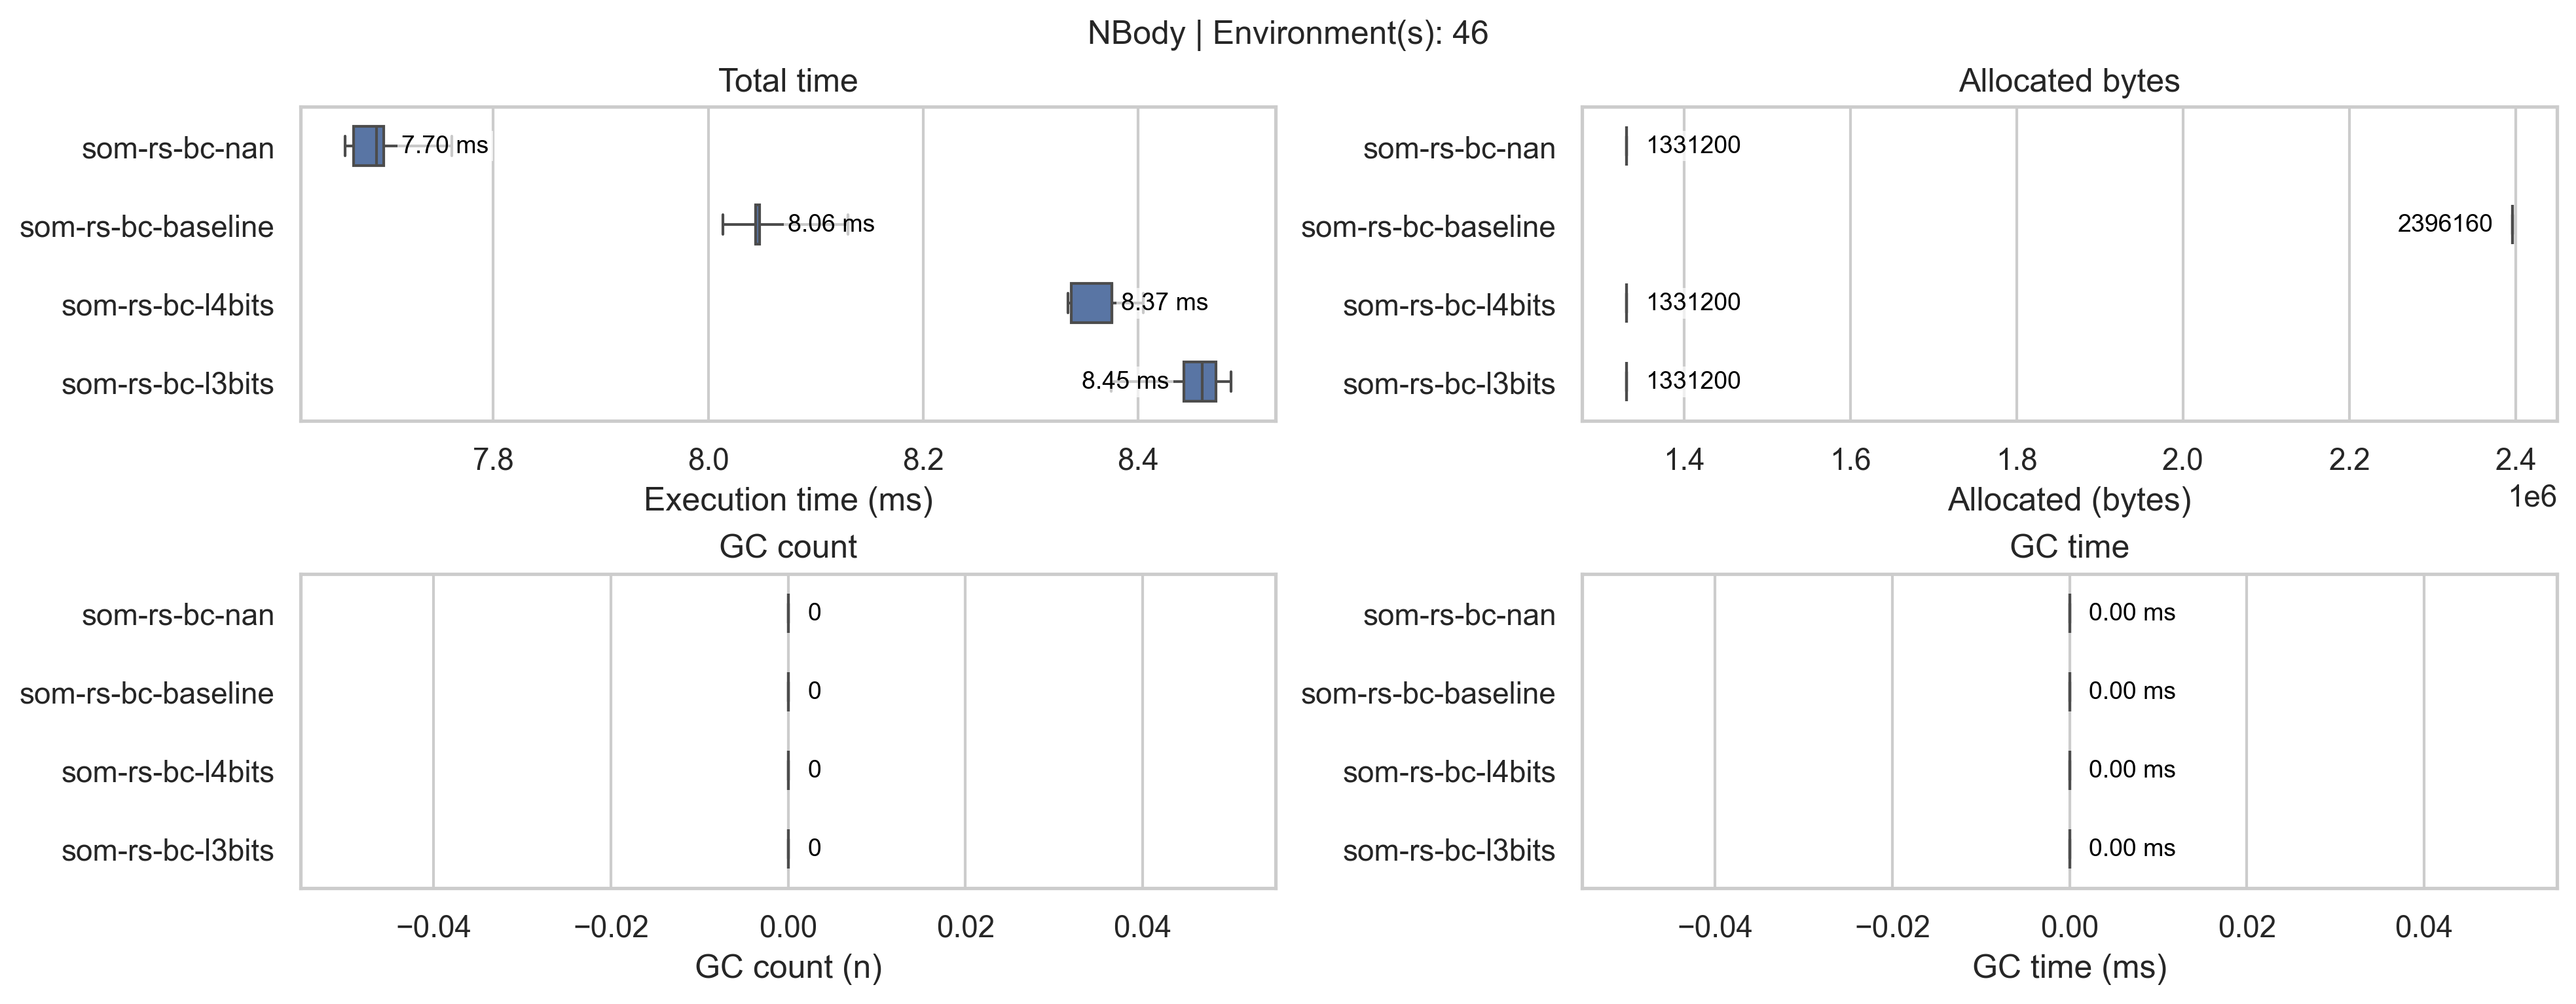 NBody | Environment(s): 46
Total time
som-rs-bc-nan
7.70 ms
som-rs-bc-baseline
8.06 ms
som-rs-bc-l4bits
8.37 ms
som-rs-bc-l3bits
8.45 ms
7.8 8.0 8.2 8.4
Execution time (ms)
Allocated bytes
som-rs-bc-nan
1331200
som-rs-bc-baseline
2396160
som-rs-bc-l4bits
1331200
som-rs-bc-l3bits
1331200
1.4 1.6 1.8 2.0 2.2 2.4
1e6
Allocated (bytes)
GC count
som-rs-bc-nan
0
som-rs-bc-baseline
0
som-rs-bc-l4bits
0
som-rs-bc-l3bits
0
−0.04 −0.02 0.00 0.02 0.04
GC count (n)
GC time
som-rs-bc-nan
0.00 ms
som-rs-bc-baseline
0.00 ms
som-rs-bc-l4bits
0.00 ms
som-rs-bc-l3bits
0.00 ms
−0.04 −0.02 0.00 0.02 0.04
GC time (ms)